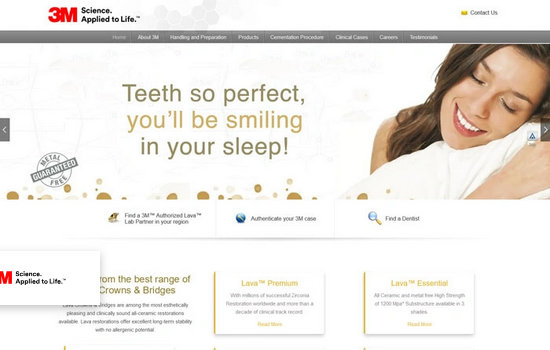 3M Science.
Applied to Life.™
Contact Us
Home About 3M Handling and Preparation Products Cementation Procedure Clinical Cases Careers Testimonials
Teeth so perfect,
you'll be smiling
in your sleep!
METAL
GUARANTEED
FREE
Find a 3M™ Authorized Lava™
Lab Partner in your region
Authenticate your 3M case
Find a Dentist
3M Science.
Applied to Life.™
from the best range of
Crowns & Bridges
Lava Crowns & Bridges are among the most esthetically
pleasing and clinically sound all-ceramic restorations
available. Lava restorations offer excellent long-term stability
with no allergenic potential
Lava™ Premium
With millions of successful Zirconia
Restoration worldwide and more than a
decade of clinical track record
Read More
Lava™ Essential
All Ceramic and metal free High Strength
of 1200 Mpa* Substructure available in 3
shades.
Read More